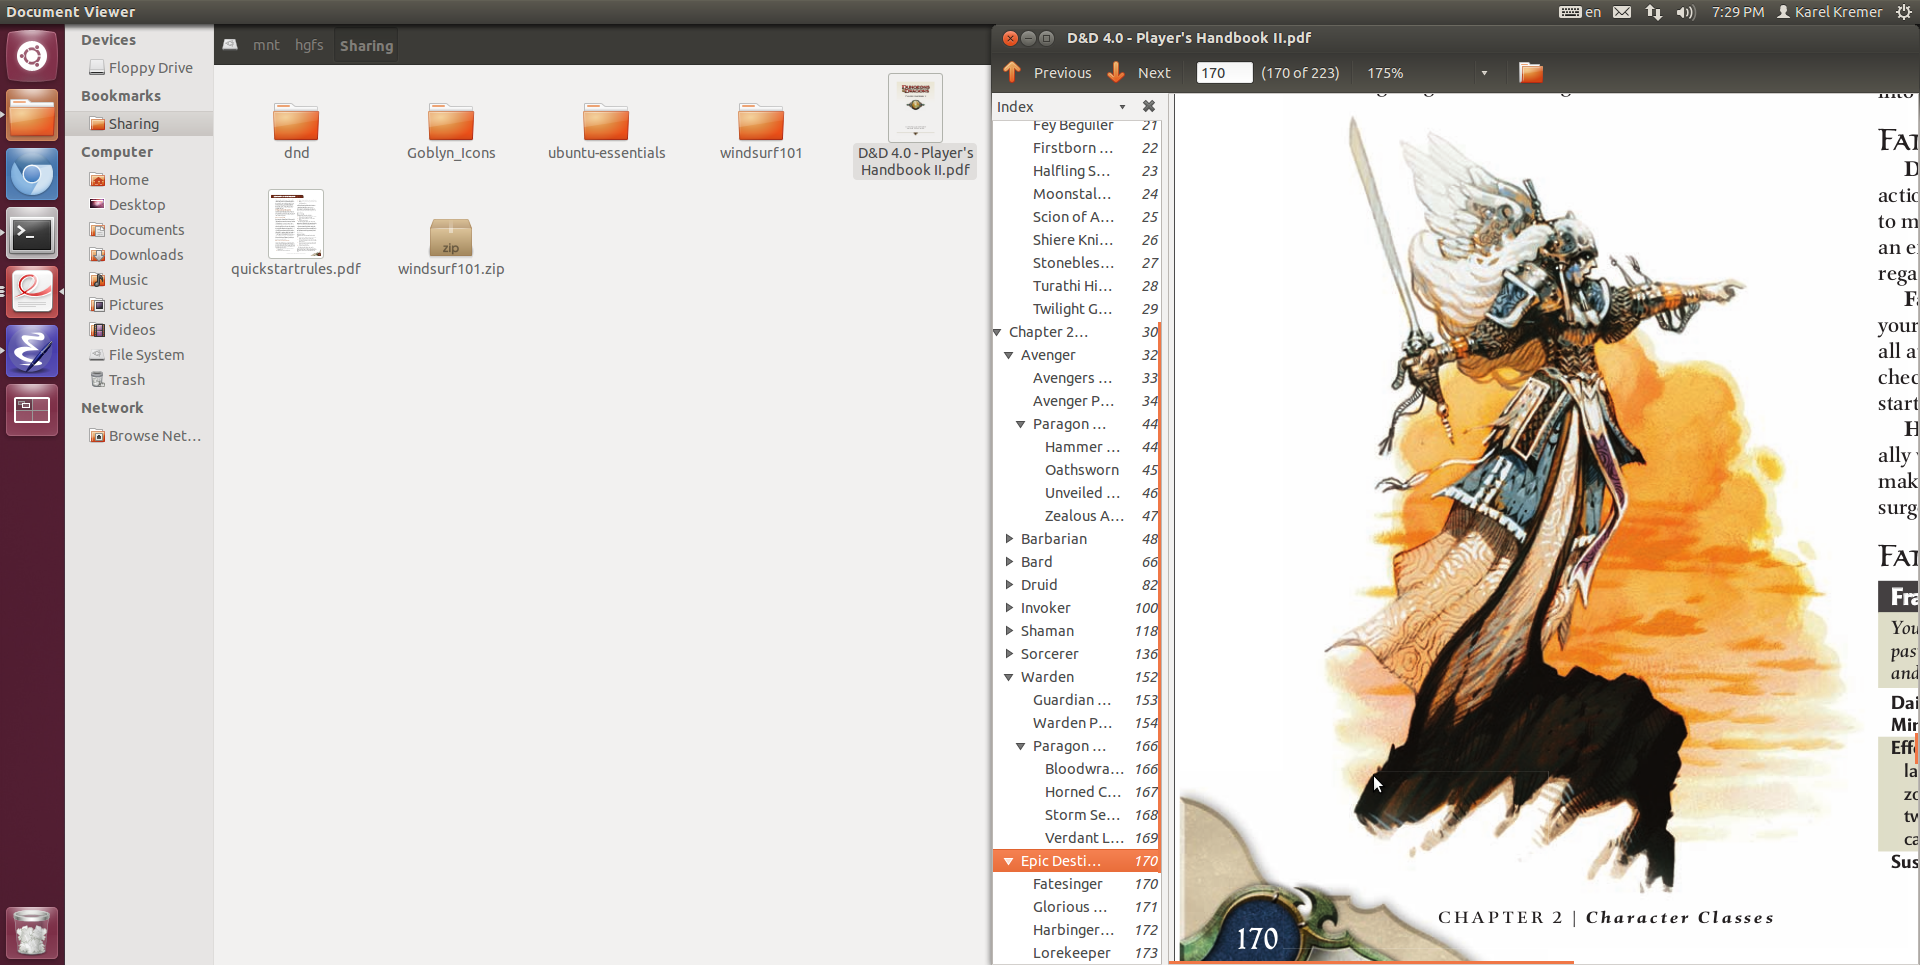 Document Viewer
en
7:29 PM
Karel Kremer
Devices
Floppy Drive
Bookmarks
Sharing
Computer
Home
Desktop
Documents
Downloads
Music
Pictures
Videos
File System
Trash
Network
Browse Net...
mnt
hgfs
Sharing
dnd
Goblyn_Icons
ubuntu-essentials
windsurf101
D&D 4.0 - Player's
Handbook II.pdf
quickstartrules.pdf
zip
windsurf101.zip
D&D 4.0 - Player's Handbook II.pdf
Previous
Next
170
(170 of 223)
175%
Index
Fey Beguiler 21
Firstborn ... 22
Halfling S... 23
Moonstal... 24
Scion of A... 25
Shiere Kni... 26
Stonebles... 27
Turathi Hi... 28
Twilight G... 29
Chapter 2... 30
Avenger 32
Avengers ... 33
Avenger P... 34
Paragon ... 44
Hammer ... 44
Oathsworn 45
Unveiled ... 46
Zealous A... 47
Barbarian 48
Bard 66
Druid 82
Invoker 100
Shaman 118
Sorcerer 136
Warden 152
Guardian ... 153
Warden P... 154
Paragon ... 166
Bloodwra... 166
Horned C... 167
Storm Se... 168
Verdant L... 169
Epic Desti... 170
Fatesinger 170
Glorious ... 171
Harbinger... 172
Lorekeeper 173
to m
an e
rega
your
all a
chec
start
H
ally
mak
surg
Fra
You
pas
and
Dai
Min
Eff
la
zo
tw
ca
Sus
CHAPTER 2 | Character Classes
170